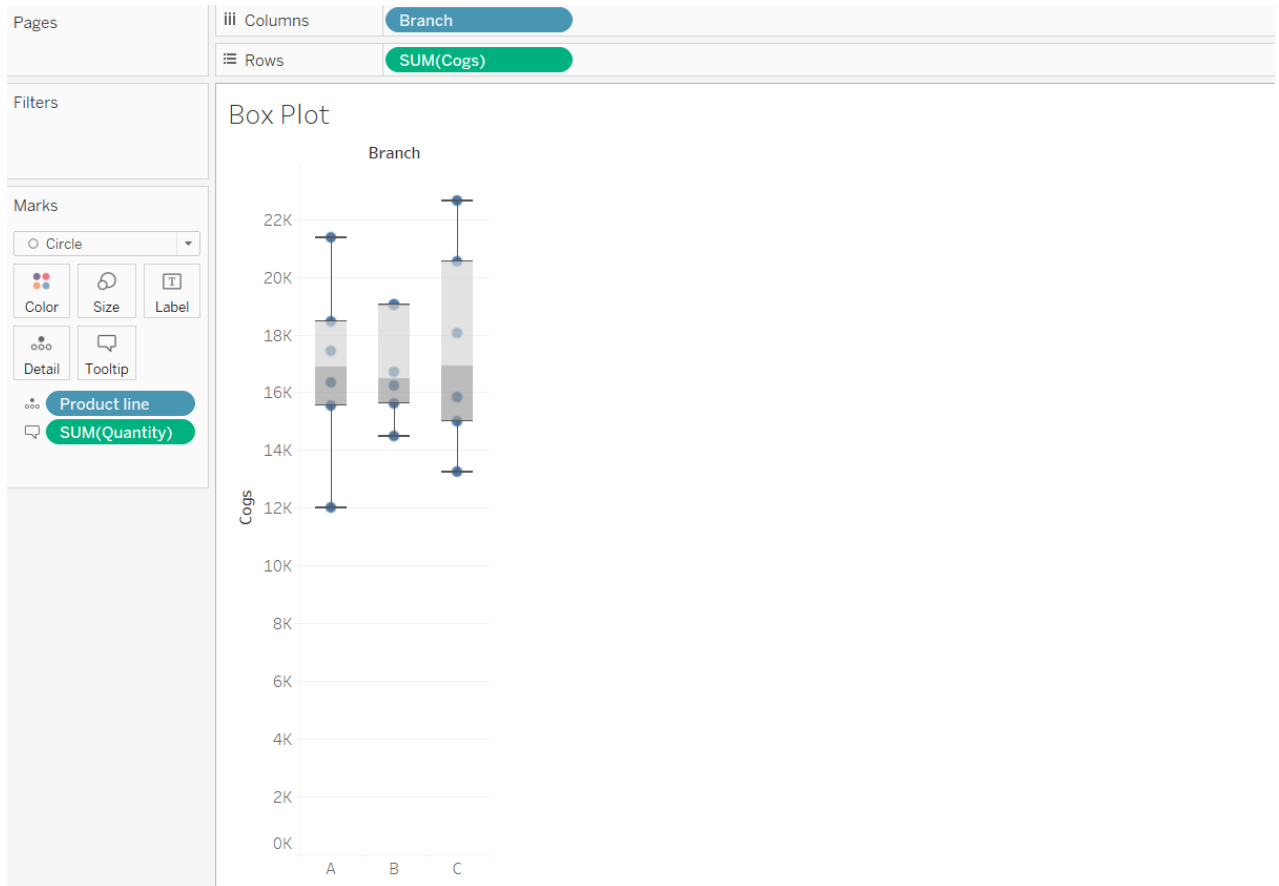 Pages
iii Columns
Branch
Rows
SUM(Cogs)
Filters
Box Plot
Branch
Marks
Circle
Color
Size
Label
Detail
Tooltip
Product line
SUM(Quantity)
Cogs
22K
20K
18K
16K
14K
12K
10K
8K
6K
4K
2K
0K
A B C